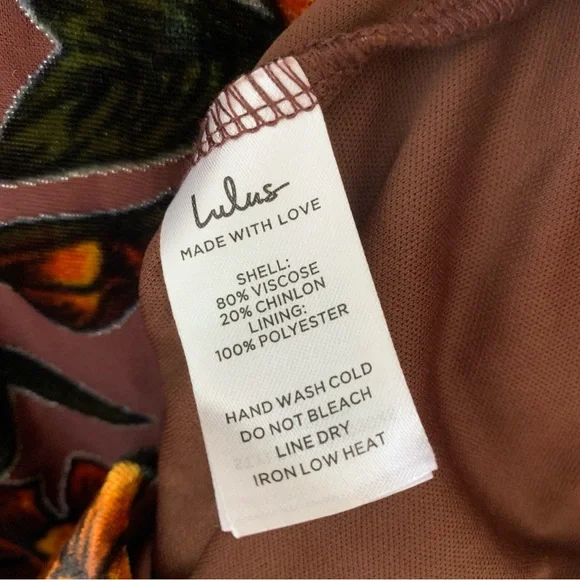 Lulus
MADE WITH LOVE
SHELL:
80% VISCOSE
20% CHINLON
LINING:
100% POLYESTER
HAND WASH COLD
DO NOT BLEACH
LINE DRY
IRON LOW HEAT